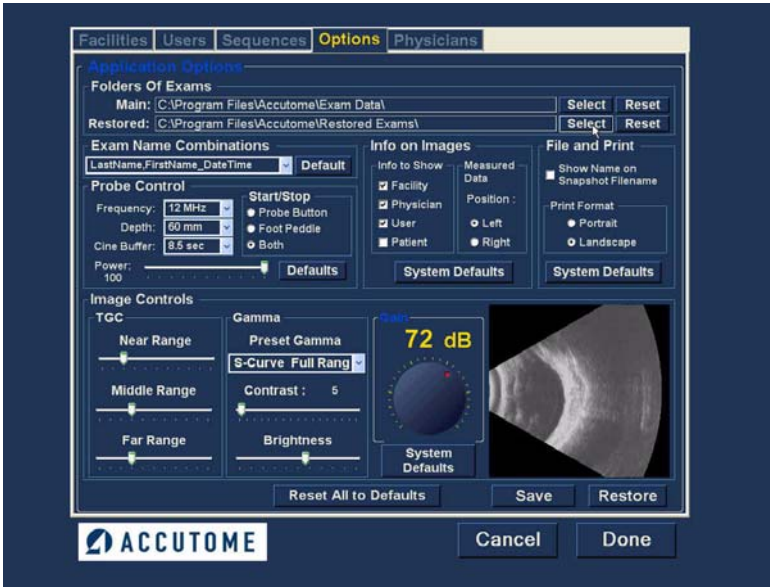 Facilities Users Sequences Options Physicians
Application Options
Folders Of Exams
Main: C:\Program Files\Accutome\Exam Data\ Select Reset
Restored: C:\Program Files\Accutome\Restored Exams\ Select Reset
Exam Name Combinations
LastName,FirstName_DateTime Default
Probe Control
Frequency: 12 MHz
Depth: 60 mm
Cine Buffer: 8.5 sec
Start/Stop
Probe Button
Foot Peddle
Both
Power:
100
Defaults
Info on Images
Info to Show
Facility
Physician
User
Patient
Measured
Data
Position :
Left
Right
System Defaults
File and Print
Show Name on
Snapshot Filename
Print Format
Portrait
Landscape
System Defaults
Image Controls
TGC
Near Range
Middle Range
Far Range
Gamma
Preset Gamma
S-Curve Full Rang
Contrast : 5
Brightness
Gain
72 dB
System
Defaults
Reset All to Defaults Save Restore
ACCUTOME
Cancel Done